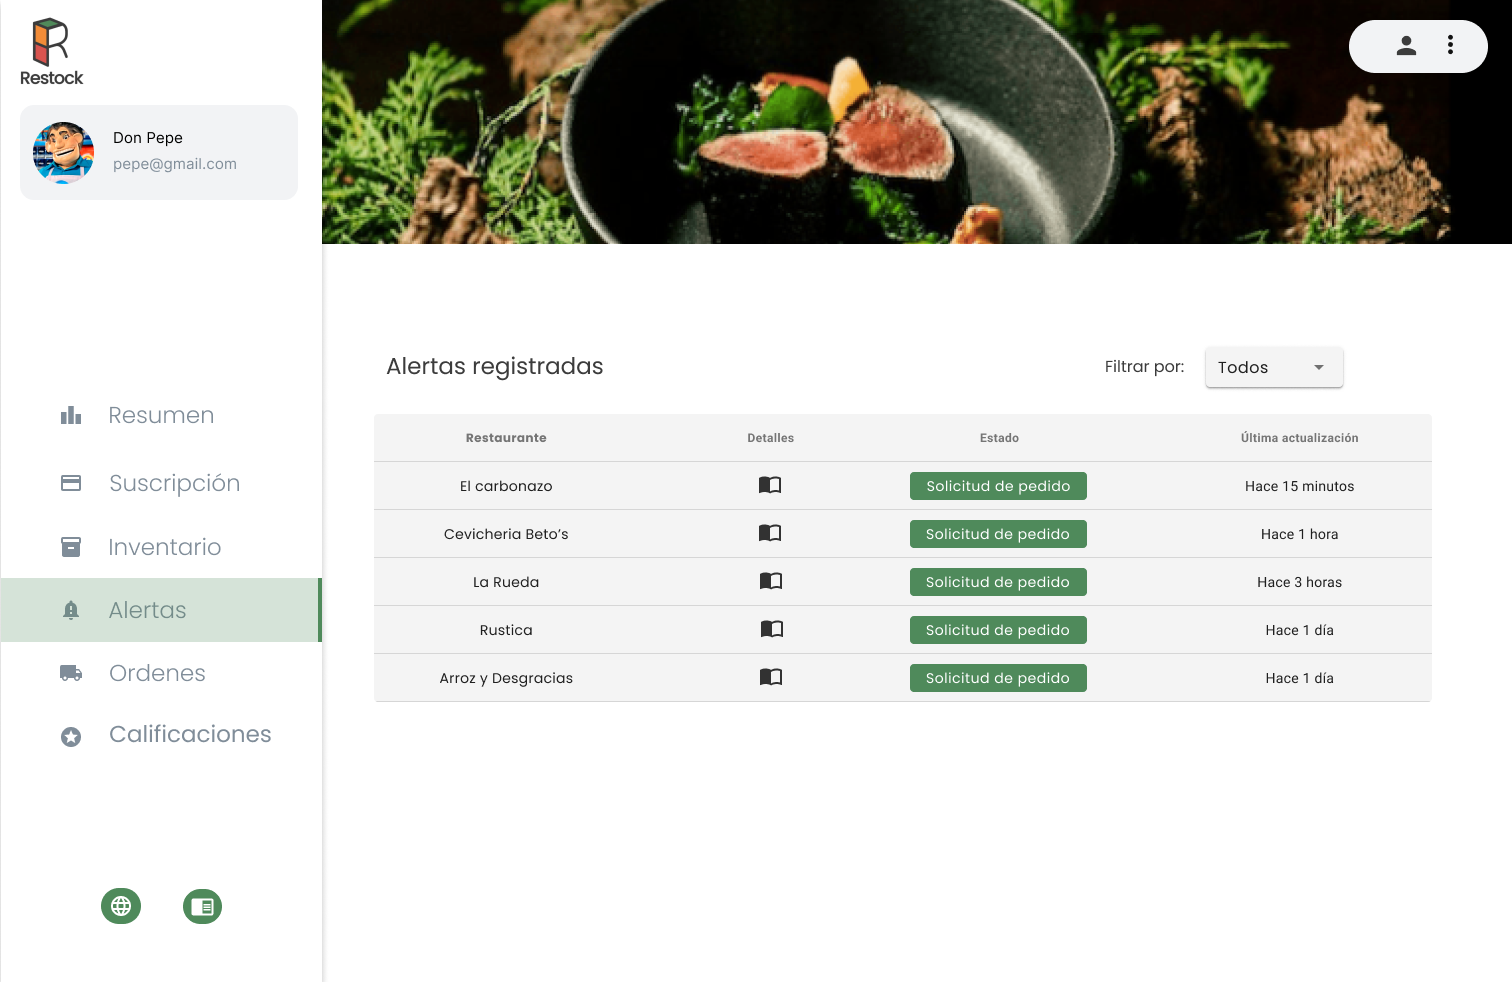 Restock
Don Pepe
pepe@gmail.com
Resumen
Suscripción
Inventario
Alertas
Ordenes
Calificaciones
Alertas registradas
Filtrar por: Todos
Restaurante Detalles Estado Última actualización
El carbonazo Solicitud de pedido Hace 15 minutos
Cevicheria Beto’s Solicitud de pedido Hace 1 hora
La Rueda Solicitud de pedido Hace 3 horas
Rustica Solicitud de pedido Hace 1 día
Arroz y Desgracias Solicitud de pedido Hace 1 día